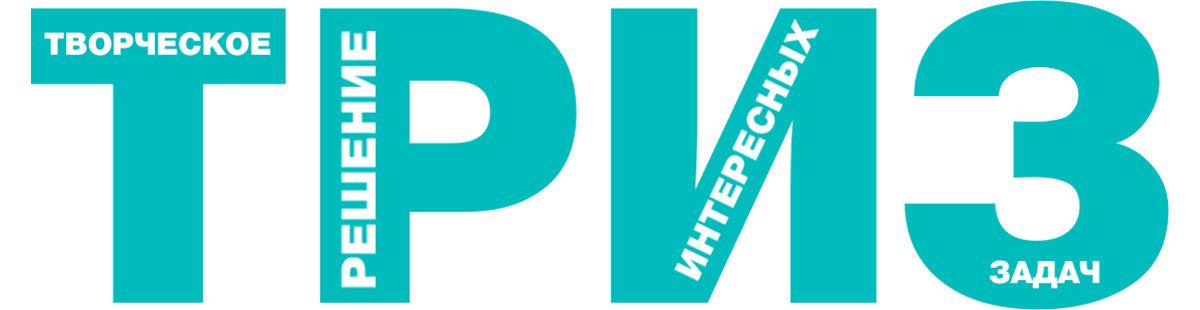 ТРИЗ
ТВОРЧЕСКОЕ
РЕШЕНИЕ
ИНТЕРЕСНЫХ
ЗАДАЧ